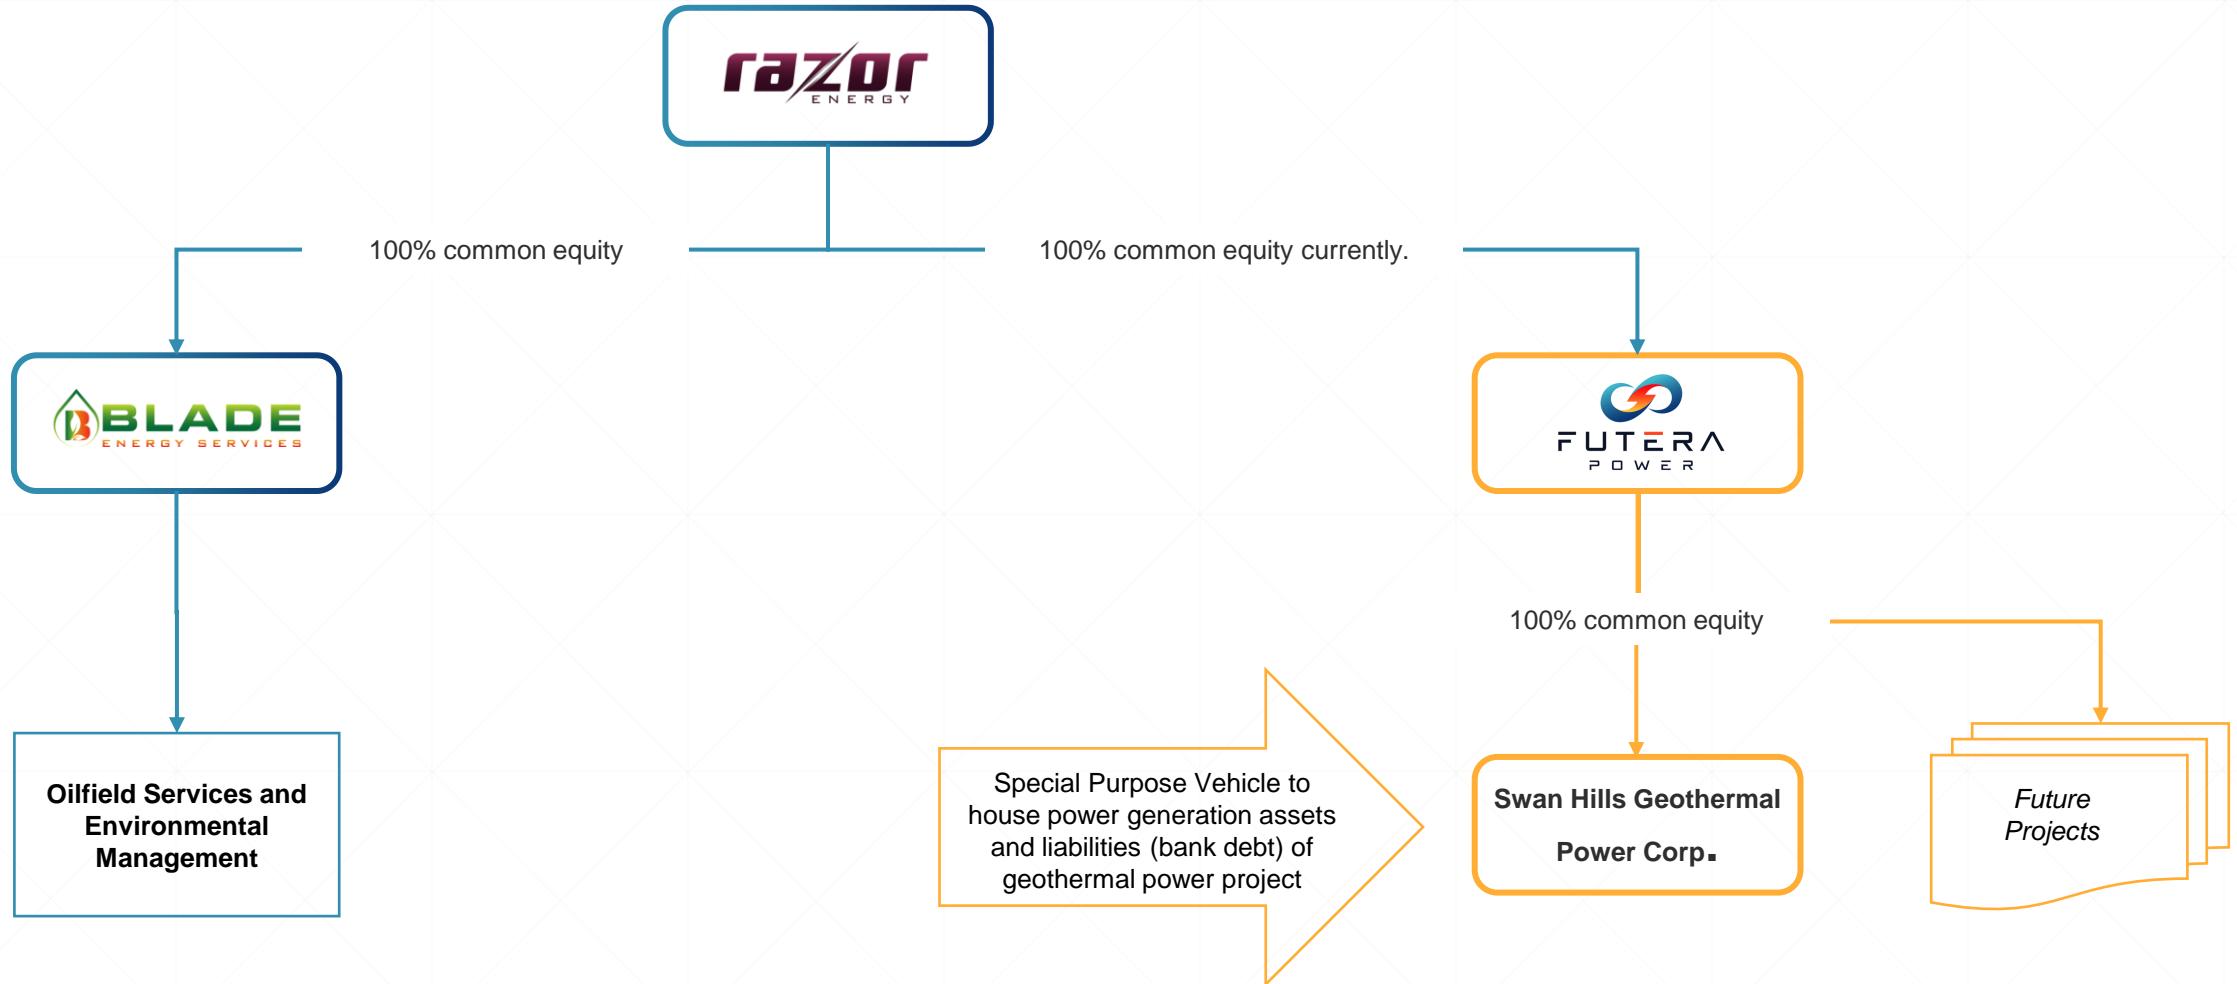 razor
ENERGY
100% common equity
100% common equity currently.
BLADE
ENERGY SERVICES
FUTERA
POWER
100% common equity
Oilfield Services and
Environmental
Management
Special Purpose Vehicle to
house power generation assets
and liabilities (bank debt) of
geothermal power project
Swan Hills Geothermal
Power Corp.
Future
Projects